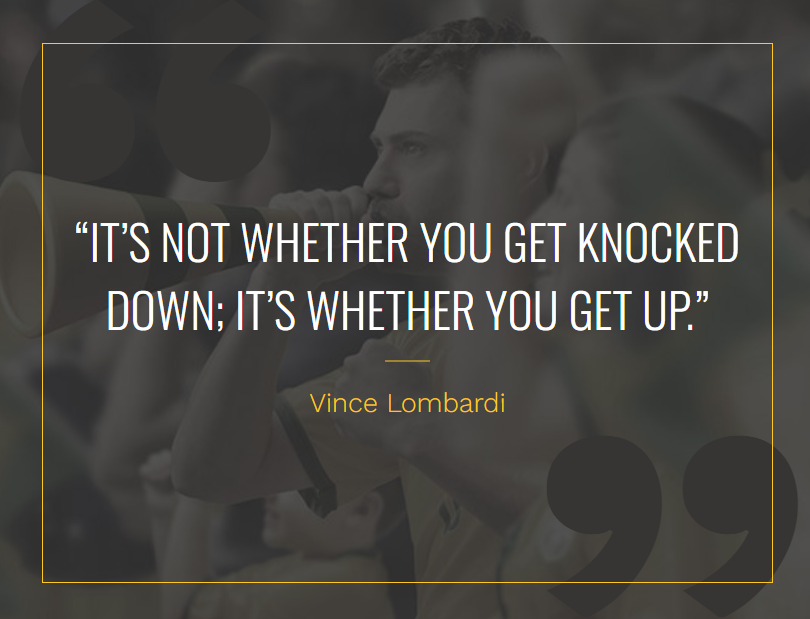 “IT’S NOT WHETHER YOU GET KNOCKED
DOWN; IT’S WHETHER YOU GET UP.”
Vince Lombardi